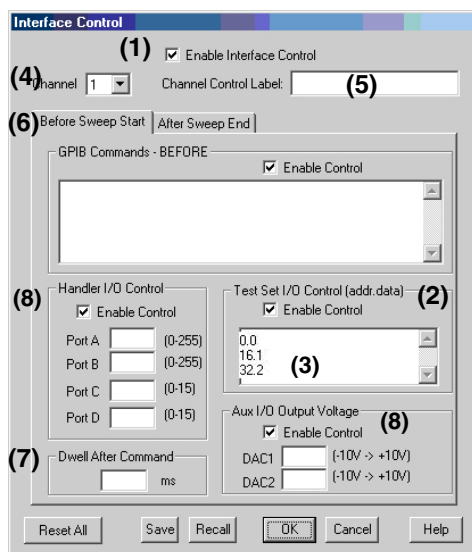 Interface Control
(1) Enable Interface Control
(4) Channel 1 Channel Control Label: (5)
(6) Before Sweep Start After Sweep End
GPIB Commands - BEFORE
Enable Control
Handler I/O Control
(8) Enable Control
Port A (0-255)
Port B (0-255)
Port C (0-15)
Port D (0-15)
Test Set I/O Control (addr.data) (2)
Enable Control
0.0
16.1
32.2
(3)
Aux I/O Output Voltage
Enable Control (8)
DAC1 (-10V -> +10V)
DAC2 (-10V -> +10V)
(7) Dwell After Command
ms
Reset All Save Recall OK Cancel Help